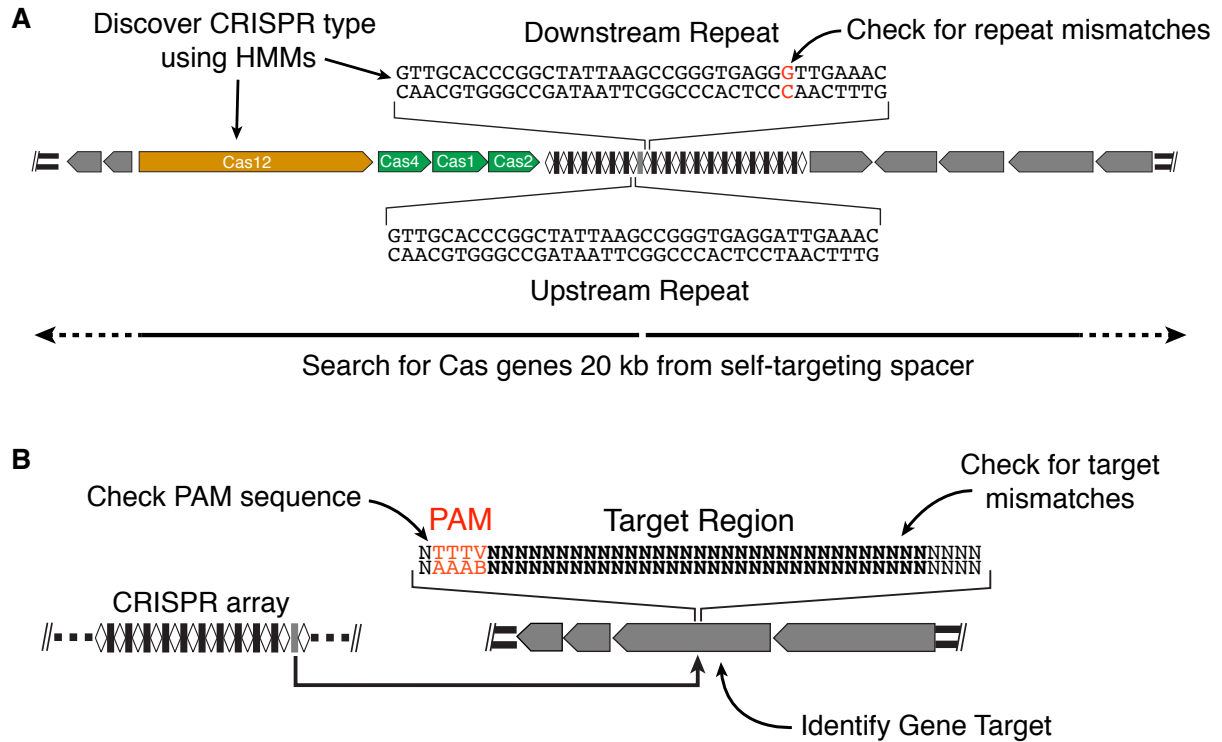 A
Discover CRISPR type
using HMMs
Downstream Repeat
Check for repeat mismatches
GTTGCACCCGGCTATTAAGCCGGGTGAGGGTTGAAAC
CAACGTGGGCCGATAATTCGGCCCACTCCCAACTTTG
Cas12 Cas4 Cas1 Cas2
GTTGCACCCGGCTATTAAGCCGGGTGAGGATTGAAAC
CAACGTGGGCCGATAATTCGGCCCACTCCTAACTTTG
Upstream Repeat
Search for Cas genes 20 kb from self-targeting spacer
B
Check PAM sequence
PAM
Target Region
Check for target
mismatches
NTTTVNNNNNNNNNNNNNNNNNNNNNNNNNNNNNNNNNNNN
NAAABNNNNNNNNNNNNNNNNNNNNNNNNNNNNNNNNNNNN
CRISPR array
Identify Gene Target